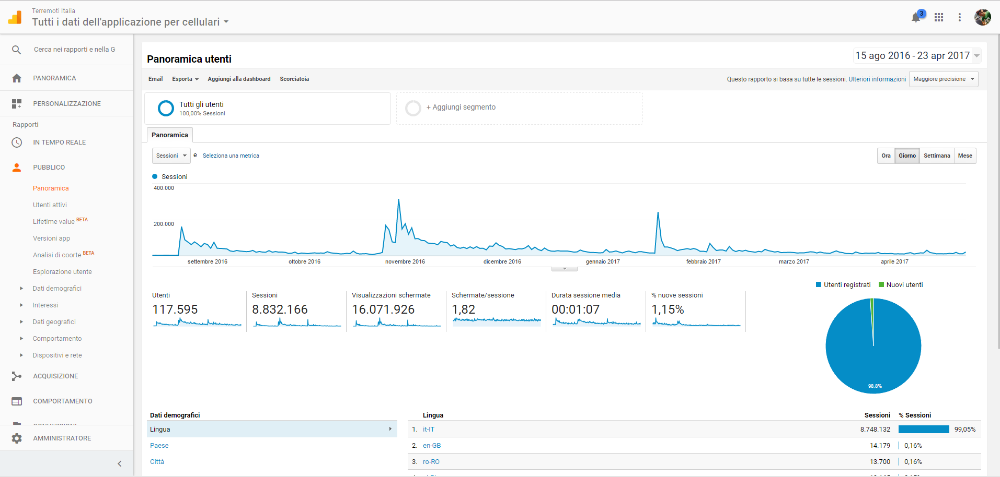 Terremoti Italia
Tutti i dati dell'applicazione per cellulari
3
Cerca nei rapporti e nella G
PANORAMICA
PERSONALIZZAZIONE
Rapporti
IN TEMPO REALE
PUBBLICO
Panoramica
Utenti attivi
Lifetime value BETA
Versioni app
Analisi di coorte BETA
Esplorazione utente
Dati demografici
Interessi
Dati geografici
Comportamento
Dispositivi e rete
ACQUISIZIONE
COMPORTAMENTO
AMMINISTRATORE
Panoramica utenti
15 ago 2016 - 23 apr 2017
Email Esporta Aggiungi alla dashboard Scorciatoia
Questo rapporto si basa su tutte le sessioni. Ulteriori informazioni Maggiore precisione
Tutti gli utenti
100,00% Sessioni
+ Aggiungi segmento
Panoramica
Sessioni e Seleziona una metrica
Ora Giorno Settimana Mese
Sessioni
400.000
200.000
settembre 2016 ottobre 2016 novembre 2016 dicembre 2016 gennaio 2017 febbraio 2017 marzo 2017 aprile 2017
Utenti
117.595
Sessioni
8.832.166
Visualizzazioni schermate
16.071.926
Schermate/sessione
1,82
Durata sessione media
00:01:07
% nuove sessioni
1,15%
Utenti registrati Nuovi utenti
98,8%
Dati demografici
Lingua
Paese
Città
Lingua Sessioni % Sessioni
1. it-IT 8.748.132 99,05%
2. en-GB 14.179 0,16%
3. ro-RO 13.700 0,16%